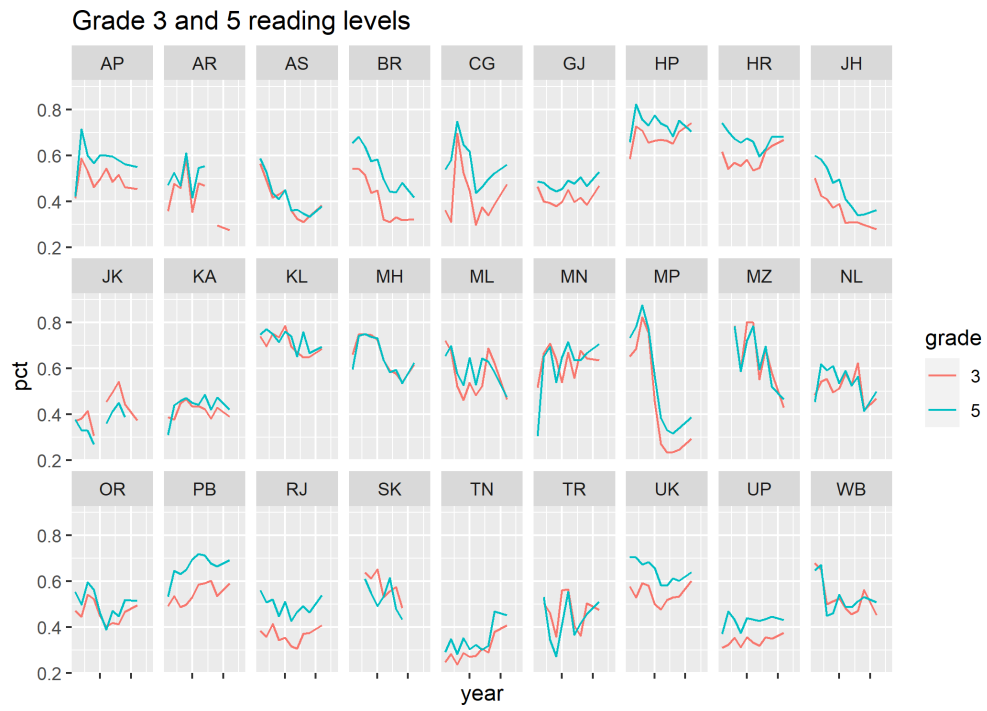 Grade 3 and 5 reading levels
AP AR AS BR CG GJ HP HR JH
0.8
0.6
0.4
0.2
JK KA KL MH ML MN MP MZ NL
0.8
0.6
0.4
0.2
OR PB RJ SK TN TR UK UP WB
0.8
0.6
0.4
0.2
pct
year
grade
3
5